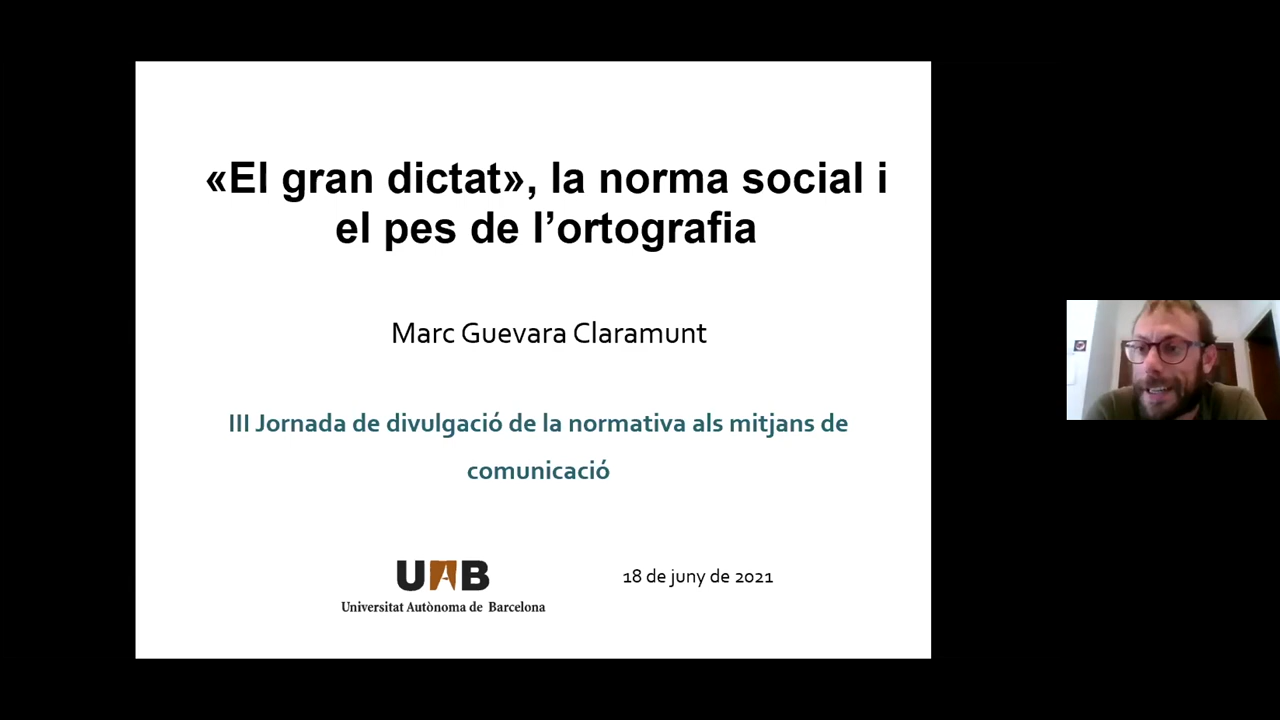 «El gran dictat», la norma social i
el pes de l’ortografia
Marc Guevara Claramunt
III Jornada de divulgació de la normativa als mitjans de
comunicació
UAB
Universitat Autònoma de Barcelona
18 de juny de 2021